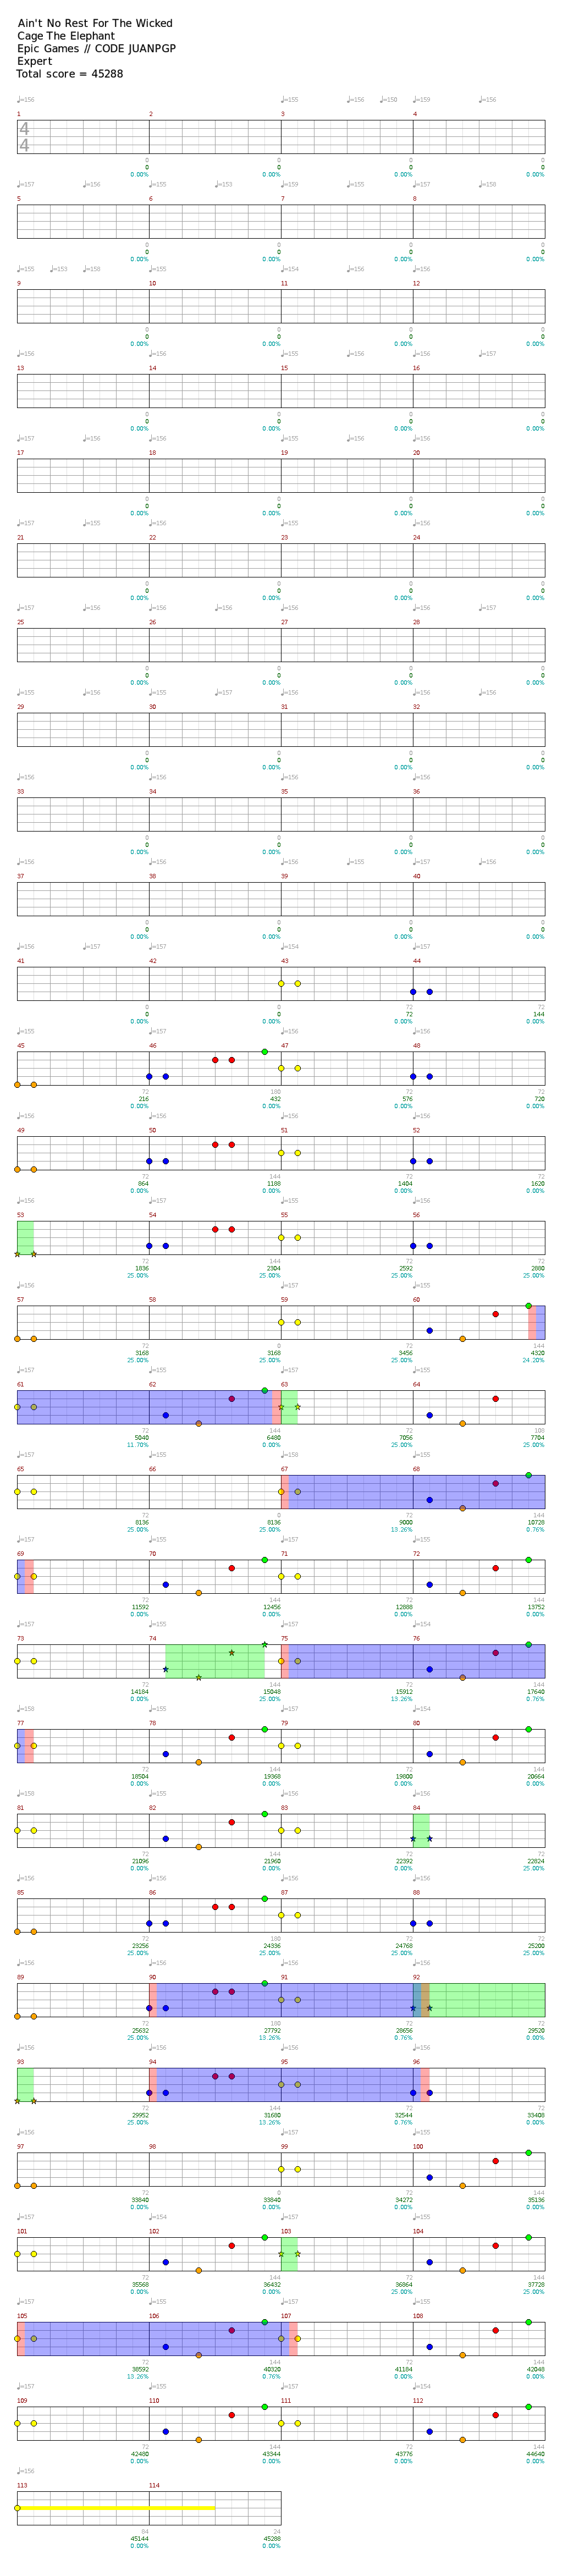 Ain't No Rest For The Wicked
Cage The Elephant
Epic Games // CODE JUANPGP
Expert
Total score = 45288
♩=156 ♩=155 ♩=156 ♩=150 ♩=159 ♩=156
1 2 3 4
4
4
0 0 0 0
0 0 0 0
0.00% 0.00% 0.00% 0.00%
♩=157 ♩=156 ♩=155 ♩=153 ♩=159 ♩=155 ♩=157 ♩=158
5 6 7 8
0 0 0 0
0 0 0 0
0.00% 0.00% 0.00% 0.00%
♩=155 ♩=153 ♩=158 ♩=155 ♩=154 ♩=156 ♩=156
9 10 11 12
0 0 0 0
0 0 0 0
0.00% 0.00% 0.00% 0.00%
♩=156 ♩=156 ♩=155 ♩=156 ♩=156 ♩=157
13 14 15 16
0 0 0 0
0 0 0 0
0.00% 0.00% 0.00% 0.00%
♩=157 ♩=156 ♩=156 ♩=155 ♩=156 ♩=156
17 18 19 20
0 0 0 0
0 0 0 0
0.00% 0.00% 0.00% 0.00%
♩=157 ♩=155 ♩=156 ♩=155
21 22 23 24
0 0 0 0
0 0 0 0
0.00% 0.00% 0.00% 0.00%
♩=157 ♩=156 ♩=156 ♩=156 ♩=156 ♩=156 ♩=157
25 26 27 28
0 0 0 0
0 0 0 0
0.00% 0.00% 0.00% 0.00%
♩=155 ♩=156 ♩=155 ♩=157 ♩=156 ♩=156 ♩=156
29 30 31 32
0 0 0 0
0 0 0 0
0.00% 0.00% 0.00% 0.00%
♩=156 ♩=156
33 34 35 36
0 0 0 0
0 0 0 0
0.00% 0.00% 0.00% 0.00%
♩=156 ♩=156 ♩=156 ♩=155 ♩=157 ♩=156
37 38 39 40
0 0 0 0
0 0 0 0
0.00% 0.00% 0.00% 0.00%
♩=156 ♩=157 ♩=157 ♩=154 ♩=157
41 42 43 44
0 0 72 72
0 0 72 144
0.00% 0.00% 0.00% 0.00%
♩=155 ♩=157 ♩=156
45 46 47 48
72 180 72 72
216 432 576 720
0.00% 0.00% 0.00% 0.00%
♩=156 ♩=156 ♩=156
49 50 51 52
72 144 72 72
864 1188 1404 1620
0.00% 0.00% 0.00% 0.00%
♩=156 ♩=157 ♩=156
53 54 55 56
72 144 72 72
1836 2304 2592 2880
25.00% 25.00% 25.00% 25.00%
♩=156 ♩=157 ♩=155
57 58 59 60
72 0 72 144
3168 3168 3456 4320
25.00% 25.00% 25.00% 24.20%
♩=157 ♩=155 ♩=157
61 62 63 64
72 144 72 108
5040 6480 7056 7704
11.70% 0.00% 25.00% 25.00%
♩=157 ♩=155 ♩=158
65 66 67 68
72 0 72 144
8136 8136 9000 10728
25.00% 25.00% 13.26% 0.76%
♩=157 ♩=156 ♩=157
69 70 71 72
72 144 72 144
11592 12456 12888 13752
0.00% 0.00% 0.00% 0.00%
♩=157 ♩=157 ♩=154
73 74 75 76
72 144 72 144
14184 15048 15912 17640
0.00% 25.00% 13.26% 0.76%
♩=158 ♩=156 ♩=156
77 78 79 80
72 144 72 144
18504 19368 19800 20664
0.00% 0.00% 0.00% 0.00%
♩=158 ♩=155 ♩=156
81 82 83 84
72 144 72 72
21096 21960 22392 22824
0.00% 0.00% 0.00% 25.00%
♩=156 ♩=156 ♩=156
85 86 87 88
72 180 72 72
23256 24336 24768 25200
25.00% 25.00% 25.00% 25.00%
♩=156 ♩=156 ♩=156
89 90 91 92
72 180 72 72
25632 27792 28656 29520
25.00% 13.26% 0.76% 25.00%
♩=156 ♩=156 ♩=156
93 94 95 96
72 144 72 72
29952 31680 32544 33408
25.00% 13.26% 0.76% 0.00%
♩=156 ♩=156 ♩=155
97 98 99 100
72 0 72 144
33840 33840 34272 35136
0.00% 0.00% 0.00% 0.00%
♩=157 ♩=154 ♩=157
101 102 103 104
72 144 72 144
35568 36432 36864 37728
0.00% 0.00% 25.00% 25.00%
♩=157 ♩=155 ♩=157 ♩=155
105 106 107 108
72 144 72 144
38592 40320 41184 42048
13.26% 0.76% 0.00% 0.00%
♩=157 ♩=157 ♩=154
109 110 111 112
72 144 72 144
42480 43344 43776 44640
0.00% 0.00% 0.00% 0.00%
♩=156
113 114
84 24
45144 45288
0.00% 0.00%